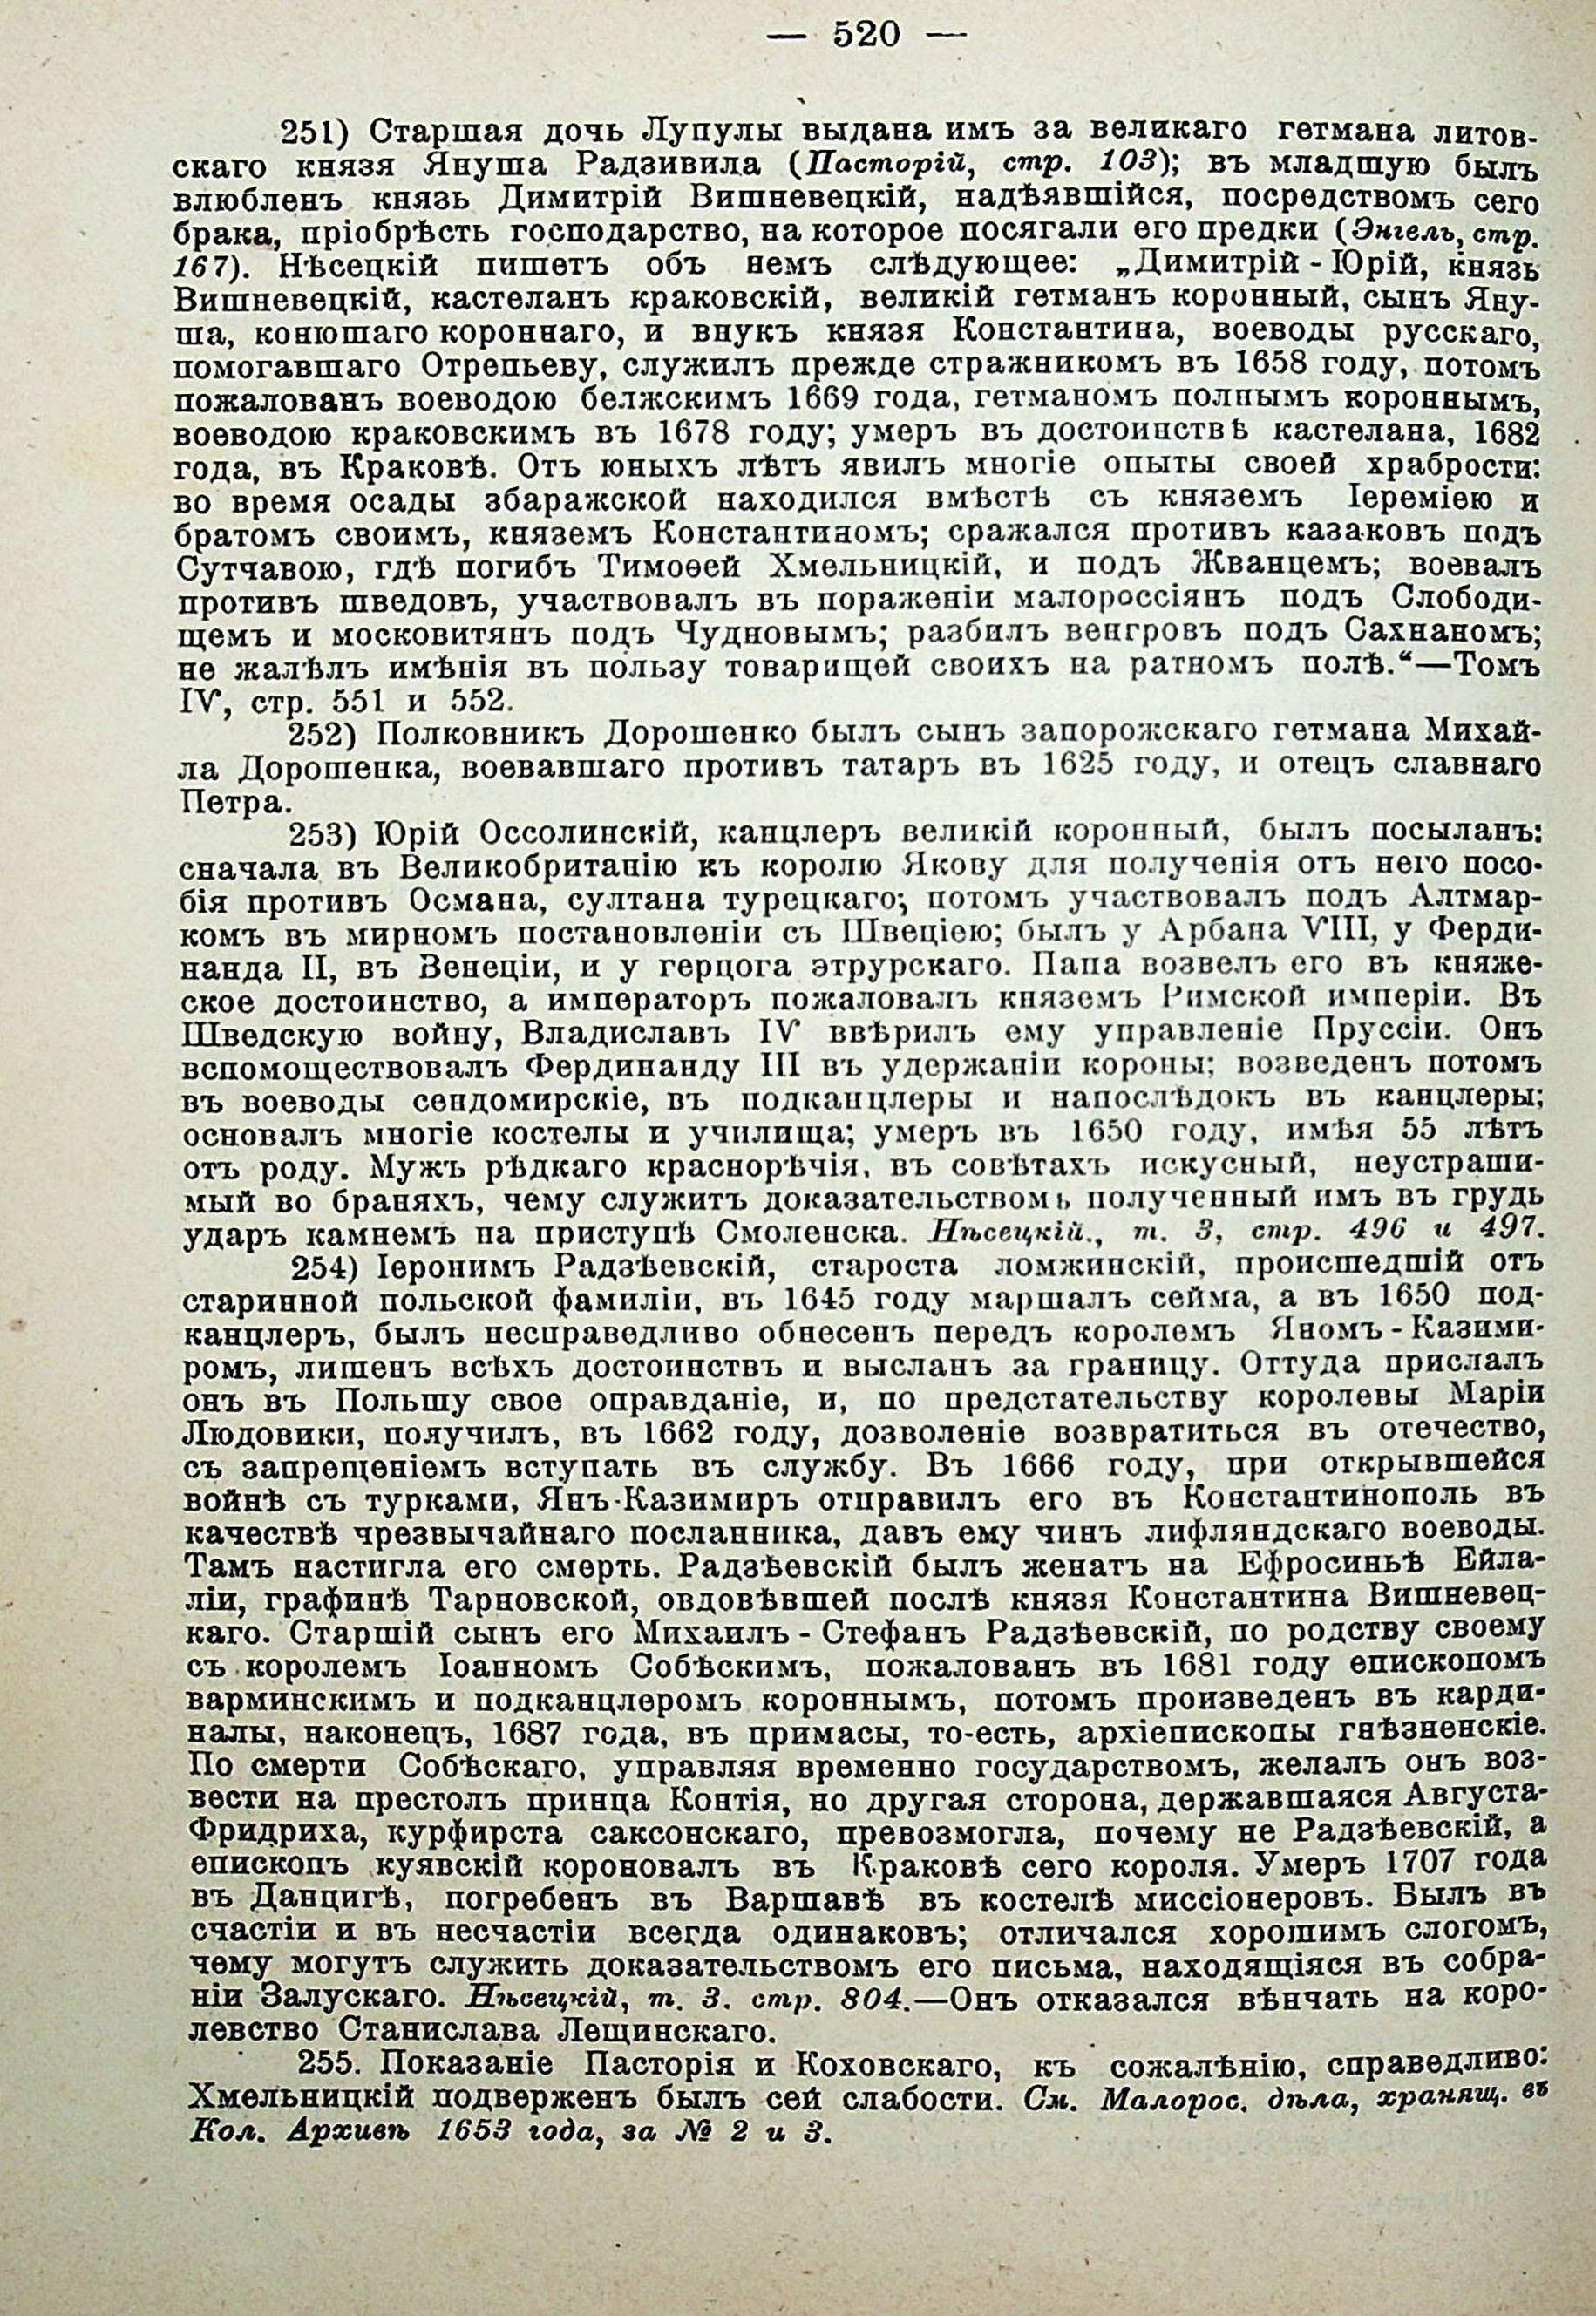 — 520 —
251) Старшая дочь Лупулы выдана имъ за великаго гетмана литов-
скаго князя Януша Радзивила (Пасторій, стр. 103); въ младшую былъ
влюбленъ князь Димитрій Вишневецкій, надѣявшійся, посредствомъ сего
брака, пріобрѣсть господарство, на которое посягали его предки (Энгель, стр.
167). Нѣсецкій пишетъ объ немъ слѣдующее: „Димитрій - Юрій, князь
Вишневецкій, кастеланъ краковскій, великій гетманъ коронный, сынъ Яну-
ша, конюшаго короннаго, и внукъ князя Константина, воеводы русскаго,
помогавшаго Отрепьеву, служилъ прежде стражникомъ въ 1658 году, потомъ
пожалованъ воеводою белжскимъ 1669 года, гетманомъ полнымъ короннымъ,
воеводою краковскимъ въ 1678 году; умеръ въ достоинствѣ кастелана, 1682
года, въ Краковѣ. Отъ юныхъ лѣтъ явилъ многіе опыты своей храбрости:
во время осады збаражской находился вмѣстѣ съ княземъ Іереміею и
братомъ своимъ, княземъ Константиномъ; сражался противъ казаковъ подъ
Сутчавою, гдѣ погибъ Тимоѳей Хмельницкій, и подъ Жванцемъ; воевалъ
противъ шведовъ, участвовалъ въ пораженіи малороссіянъ подъ Слободи-
щемъ и московитянъ подъ Чудновымъ; разбилъ венгровъ подъ Сахнаномъ;
не жалѣлъ имѣнія въ пользу товарищей своихъ на ратномъ полѣ.“—Томъ
IV, стр. 551 и 552.
252) Полковникъ Дорошенко былъ сынъ запорожскаго гетмана Михай-
ла Дорошенка, воевавшаго противъ татаръ въ 1625 году, и отецъ славнаго
Петра.
253) Юрій Оссолинскій, канцлеръ великій коронный, былъ посыланъ:
сначала въ Великобританію къ королю Якову для полученія отъ него посо-
бія противъ Османа, султана турецкаго; потомъ участвовалъ подъ Алтмар-
комъ въ мирномъ постановленіи съ Швеціею; былъ у Арбана VIII, у Ферди-
нанда II, въ Венеціи, и у герцога этрурскаго. Папа возвелъ его въ княже-
ское достоинство, а императоръ пожаловалъ княземъ Римской имперіи. Въ
Шведскую войну, Владиславъ IV ввѣрилъ ему управленіе Пруссіи. Онъ
вспомоществовалъ Фердинанду III въ удержаніи короны; возведенъ потомъ
въ воеводы сендомирскіе, въ подканцлеры и напослѣдокъ въ канцлеры;
основалъ многіе костелы и училища; умеръ въ 1650 году, имѣя 55 лѣтъ
отъ роду. Мужъ рѣдкаго краснорѣчія, въ совѣтахъ искусный, неустраши-
мый во браняхъ, чему служитъ доказательствомъ полученный имъ въ грудь
ударъ камнемъ на приступѣ Смоленска. Нѣсецкій., т. 3, стр. 496 и 497.
254) Іеронимъ Радзѣевскій, староста ломжинскій, происшедшій отъ
старинной польской фамиліи, въ 1645 году маршалъ сейма, а въ 1650 под-
канцлеръ, былъ несправедливо обнесенъ передъ королемъ Яномъ - Казими-
ромъ, лишенъ всѣхъ достоинствъ и высланъ за границу. Оттуда прислалъ
онъ въ Польшу свое оправданіе, и, по предстательству королевы Маріи
Людовики, получилъ, въ 1662 году, дозволеніе возвратиться въ отечество,
съ запрещеніемъ вступать въ службу. Въ 1666 году, при открывшейся
войнѣ съ турками, Янъ-Казимиръ отправилъ его въ Константинополь въ
качествѣ чрезвычайнаго посланника, давъ ему чинъ лифляндскаго воеводы.
Тамъ настигла его смерть. Радзѣевскій былъ женатъ на Ефросиньѣ Ейла-
ліи, графинѣ Тарновской, овдовѣвшей послѣ князя Константина Вишневец-
каго. Старшій сынъ его Михаилъ - Стефанъ Радзѣевскій, по родству своему
съ королемъ Іоанномъ Собѣскимъ, пожалованъ въ 1681 году епископомъ
варминскимъ и подканцлеромъ короннымъ, потомъ произведенъ въ карди-
налы, наконецъ, 1687 года, въ примасы, то-есть, архіепископы гнѣзненскіе.
По смерти Собѣскаго, управляя временно государствомъ, желалъ онъ воз-
вести на престолъ принца Контія, но другая сторона, державшаяся Августа-
Фридриха, курфирста саксонскаго, превозмогла, почему не Радзѣевскій, а
епископъ куявскій короновалъ въ Краковѣ сего короля. Умеръ 1707 года
въ Данцигѣ, погребенъ въ Варшавѣ въ костелѣ миссіонеровъ. Былъ въ
счастіи и въ несчастіи всегда одинаковъ; отличался хорошимъ слогомъ,
чему могутъ служить доказательствомъ его письма, находящіяся въ собра-
ніи Залускаго. Нѣсецкій, т. 3. стр. 804.—Онъ отказался вѣнчать на коро-
левство Станислава Лещинскаго.
255. Показаніе Пасторія и Коховскаго, къ сожалѣнію, справедливо:
Хмельницкій подверженъ былъ сей слабости. См. Малорос. дѣла, хранящ. въ
Кол. Архивѣ 1653 года, за № 2 и 3.